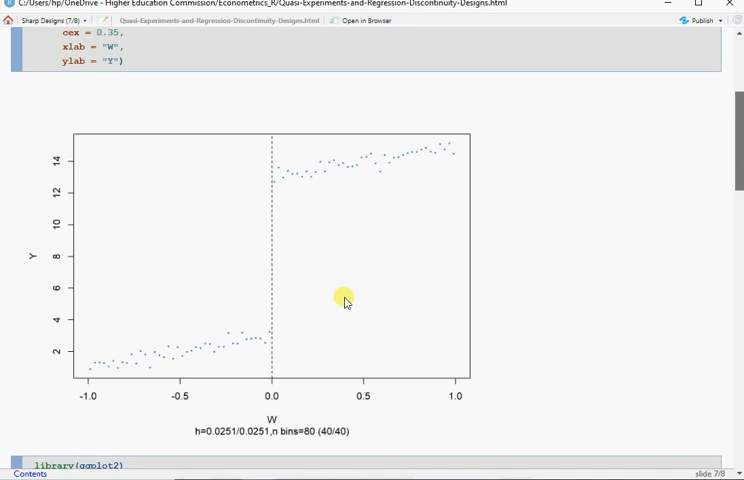 C:/Users/hp/OneDrive - Higher Education Commission/Econometrics_R/Quasi-Experiments-and-Regression-Discontinuity-Designs.html
Sharp Designs (7/8) Quasi-Experiments-and-Regression-Discontinuity-Designs.html Open in Browser Publish
cex = 0.35,
xlab = "W",
ylab = "Y")
14
12
10
8
6
4
2
Y
-1.0 -0.5 0.0 0.5 1.0
W
h=0.0251/0.0251,n bins=80 (40/40)
library(ggplot2)
Contents slide 7/8